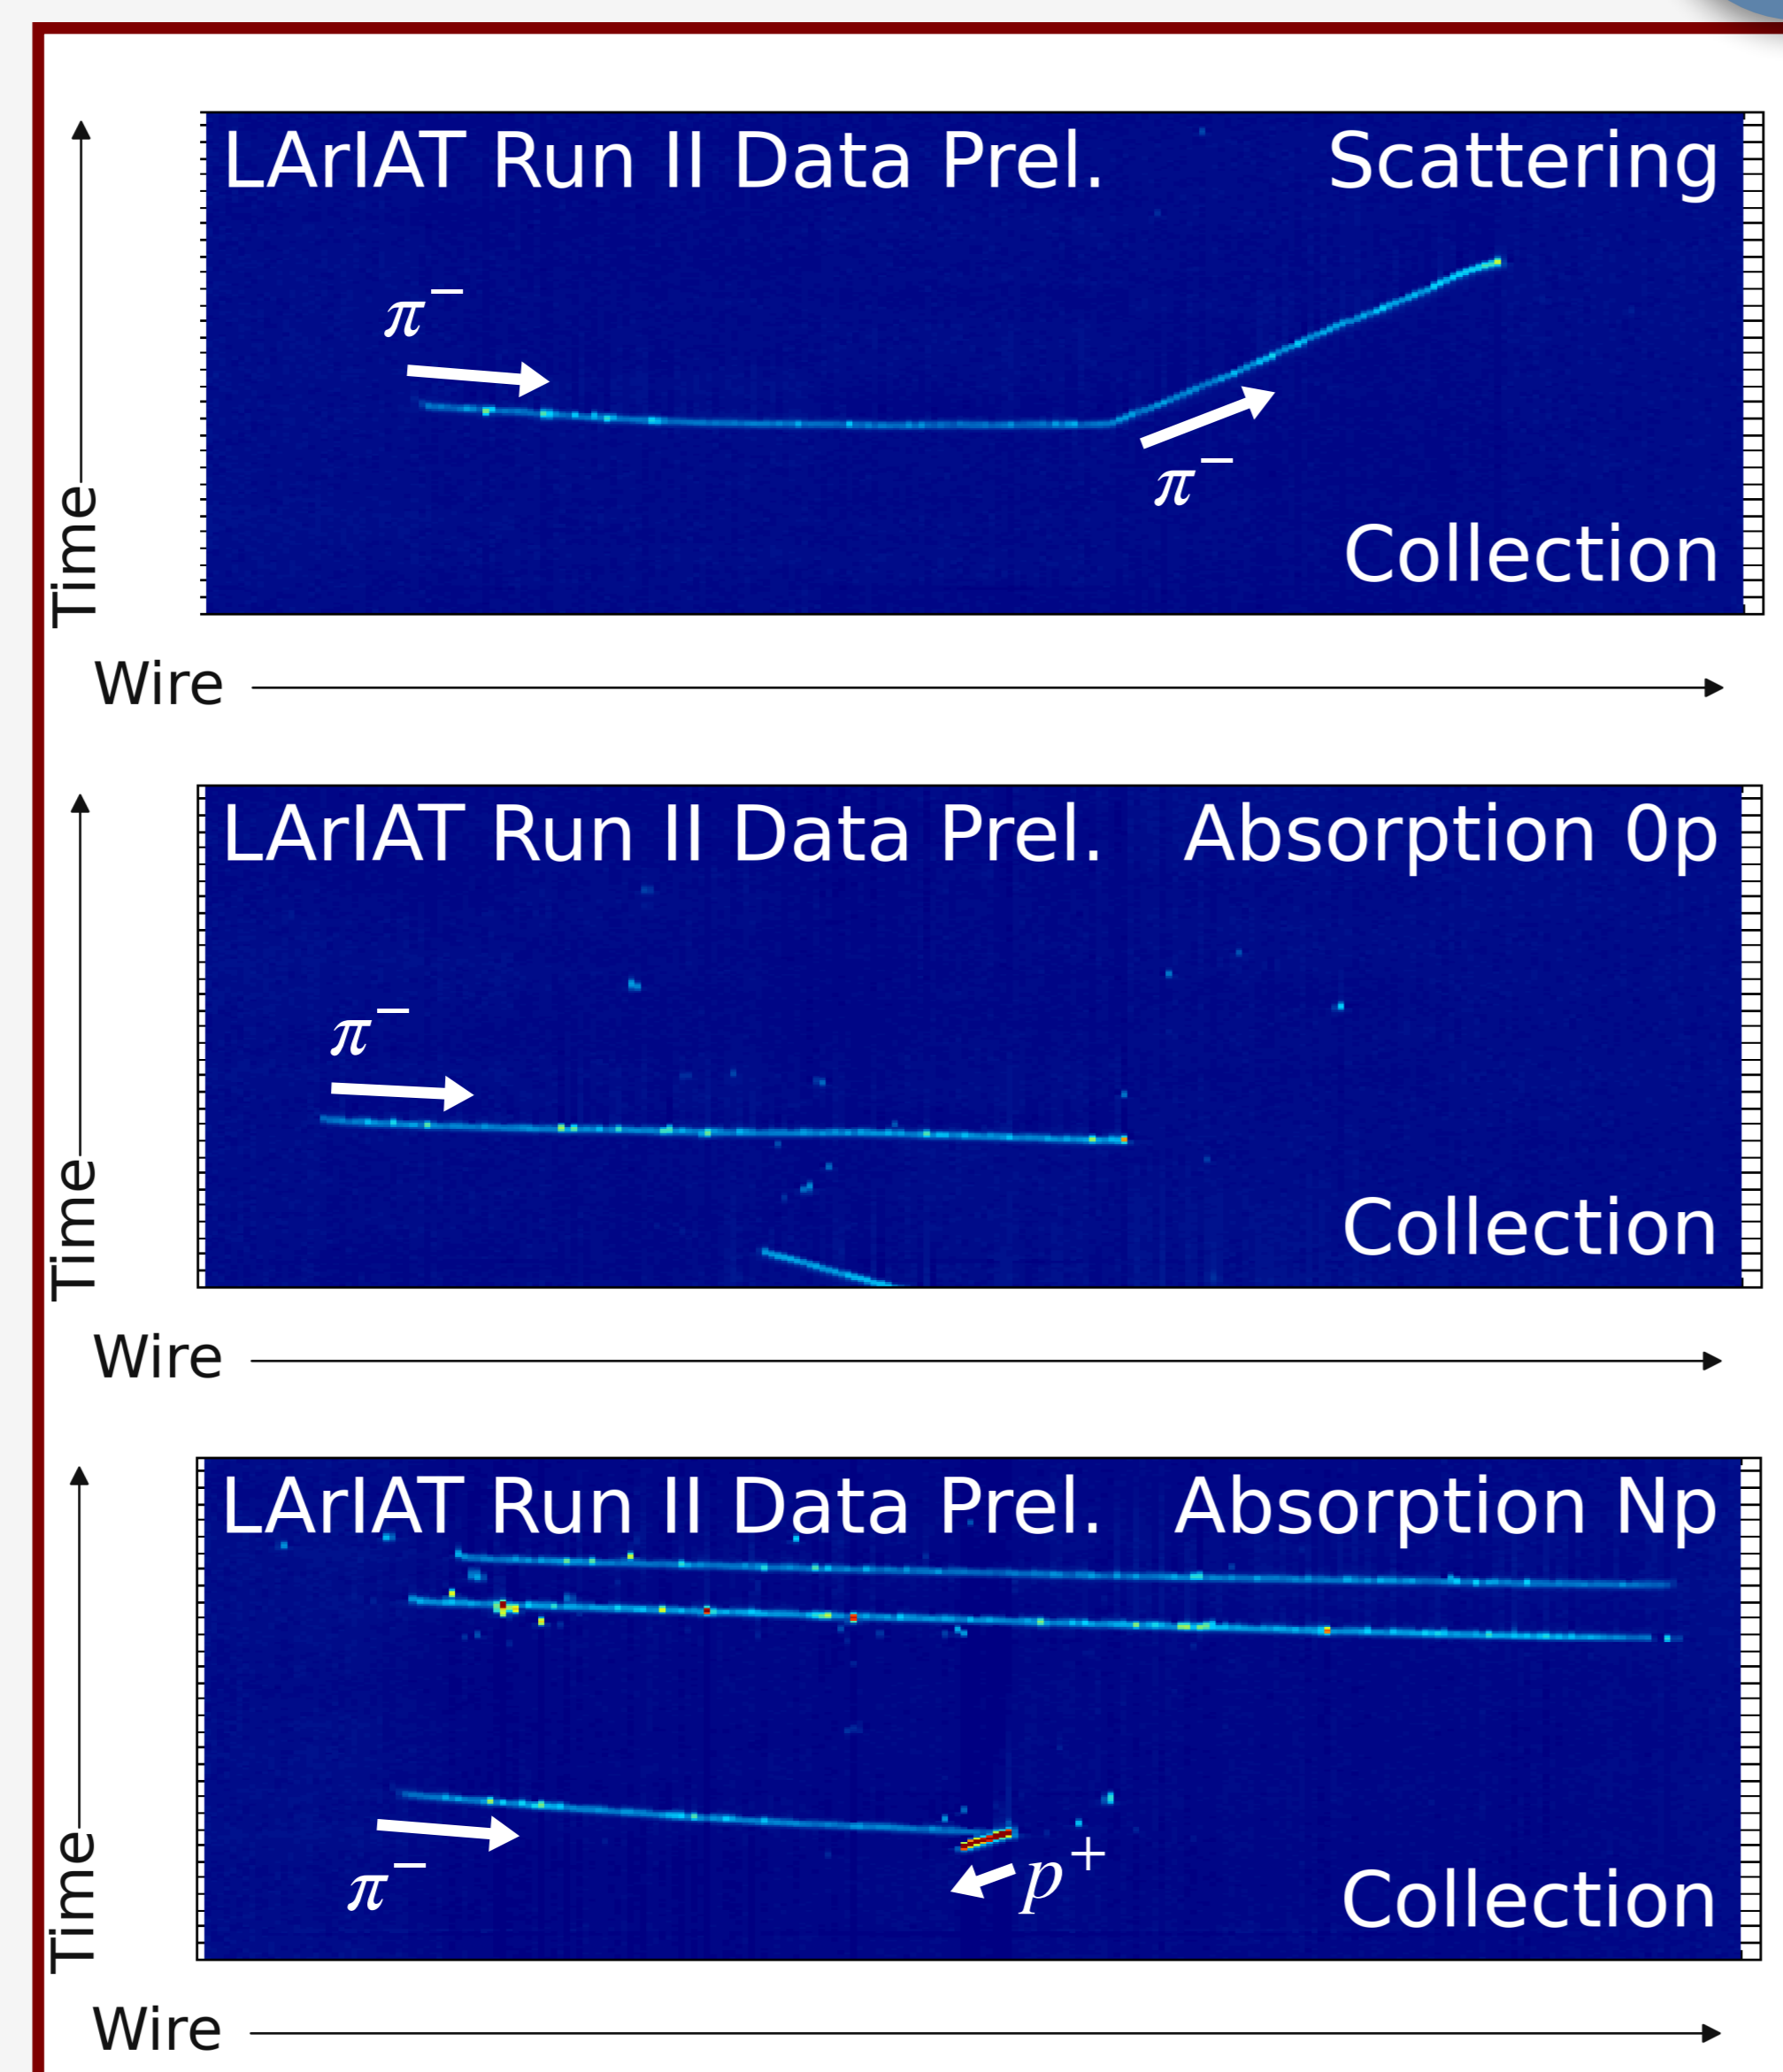 LArIAT Run II Data Prel. Scattering
π⁻
π⁻
Collection
Time
Wire
LArIAT Run II Data Prel. Absorption 0p
π⁻
Collection
Time
Wire
LArIAT Run II Data Prel. Absorption Np
π⁻
p⁺
Collection
Time
Wire